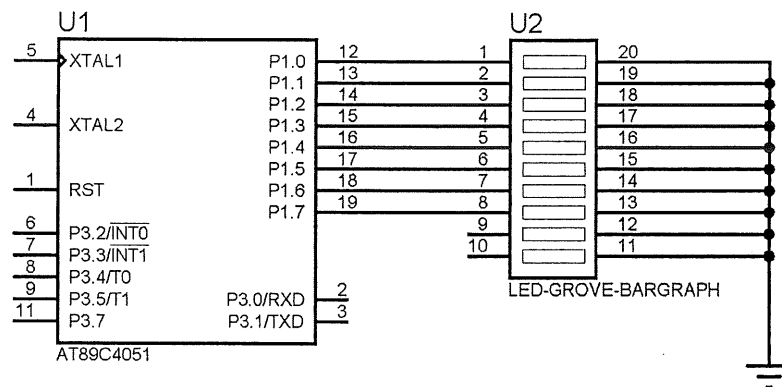 U1
U2
5 XTAL1 P1.0 12 1 20
P1.1 13 2 19
P1.2 14 3 18
4 XTAL2 P1.3 15 4 17
P1.4 16 5 16
P1.5 17 6 15
1 RST P1.6 18 7 14
P1.7 19 8 13
6 P3.2/INT0 9 12
7 P3.3/INT1 10 11
8 P3.4/T0
9 P3.5/T1 P3.0/RXD 2
11 P3.7 P3.1/TXD 3
LED-GROVE-BARGRAPH
AT89C4051